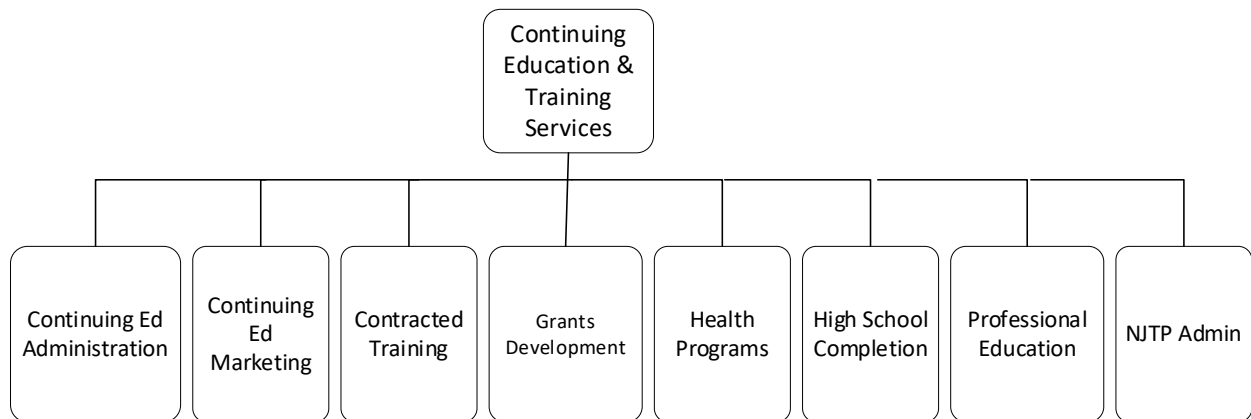 Continuing
Education &
Training
Services
Continuing Ed
Administration
Continuing
Ed
Marketing
Contracted
Training
Grants
Development
Health
Programs
High School
Completion
Professional
Education
NJTP Admin